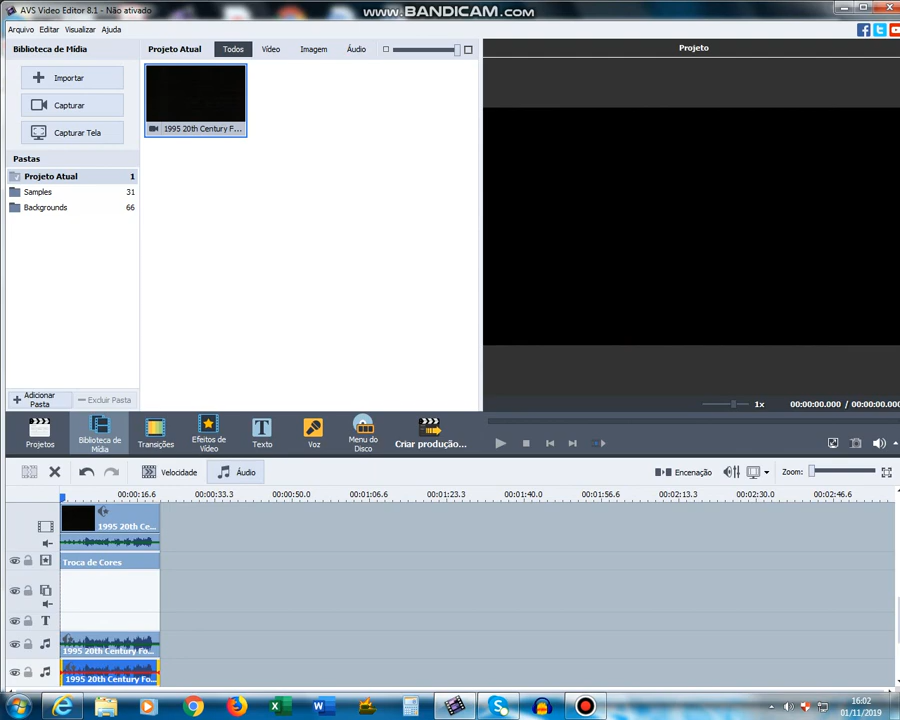 AVS Video Editor 8.1 - Não ativado
www.BANDICAM.com
Arquivo Editar Visualizar Ajuda
Biblioteca de Mídia
Projeto Atual Todos Vídeo Imagem Áudio
Projeto
Importar
Capturar
Capturar Tela
1995 20th Century F...
Pastas
Projeto Atual 1
Samples 31
Backgrounds 66
Adicionar
Pasta
Excluir Pasta
1x 00:00:00.000 / 00:00:00.000
Projetos
Biblioteca de
Mídia
Transições
Efeitos de
Vídeo
Texto
Voz
Menu do
Disco
Criar produção...
Velocidade Áudio
Encenação
Zoom:
00:00:16.6 00:00:33.3 00:00:50.0 00:01:06.6 00:01:23.3 00:01:40.0 00:01:56.6 00:02:13.3 00:02:30.0 00:02:46.6
1995 20th Ce...
Troca de Cores
T
1995 20th Century Fo...
1995 20th Century Fo...
16:02
01/11/2019